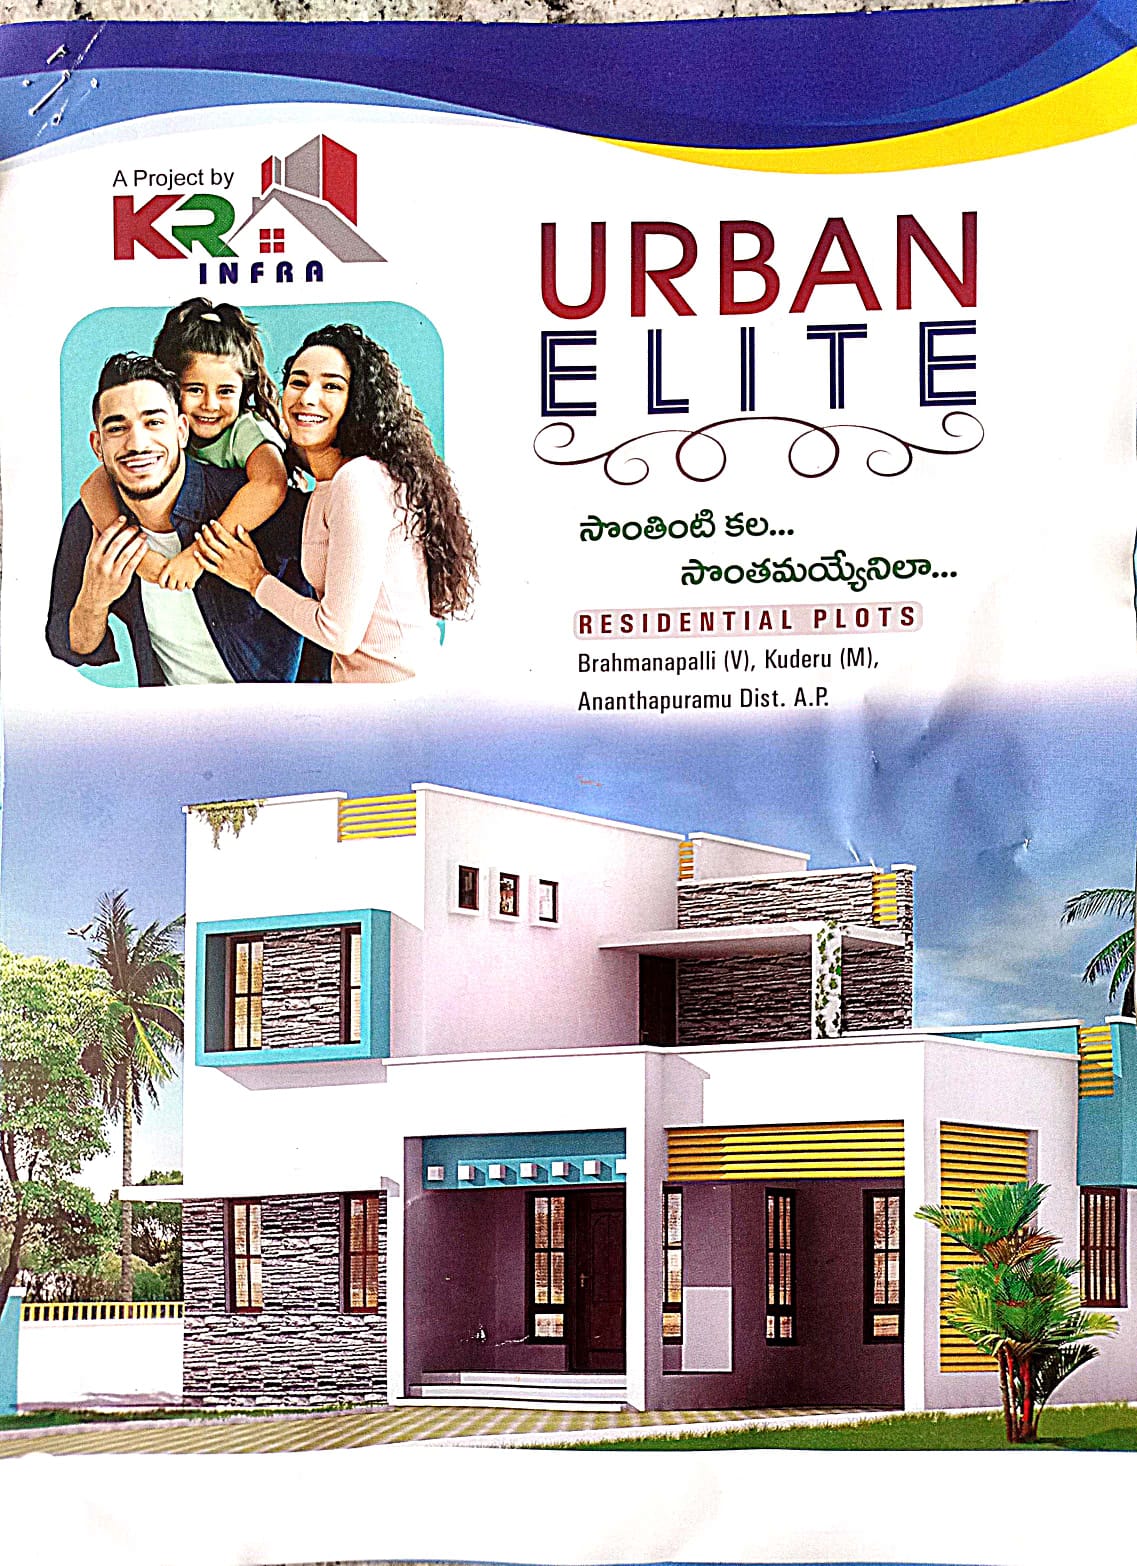 A Project by
KR
INFRA
URBAN
ELITE
సొంతింటి కల...
సొంతమయ్యేనిలా...
RESIDENTIAL PLOTS
Brahmanapalli (V), Kuderu (M),
Ananthapuramu Dist. A.P.